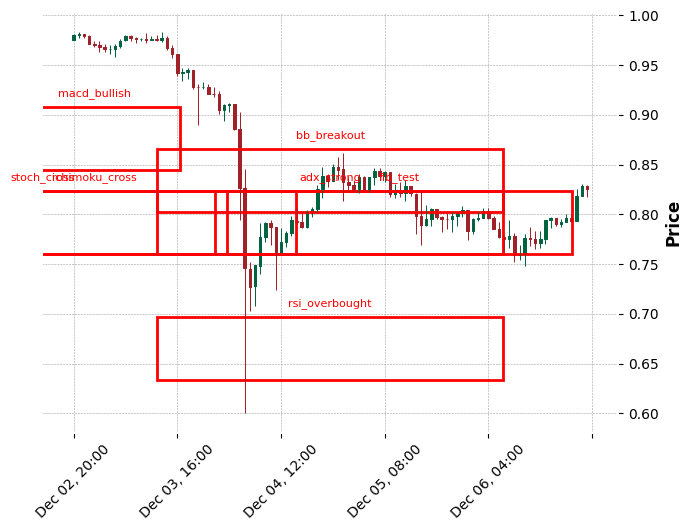 1.00
0.95
macd_bullish
0.90
bb_breakout
0.85
stoch_cross
adx_strong
0.80
Price
0.75
rsi_overbought
0.70
0.65
0.60
Dec 02, 20:00
Dec 03, 16:00
Dec 04, 12:00
Dec 05, 08:00
Dec 06, 04:00